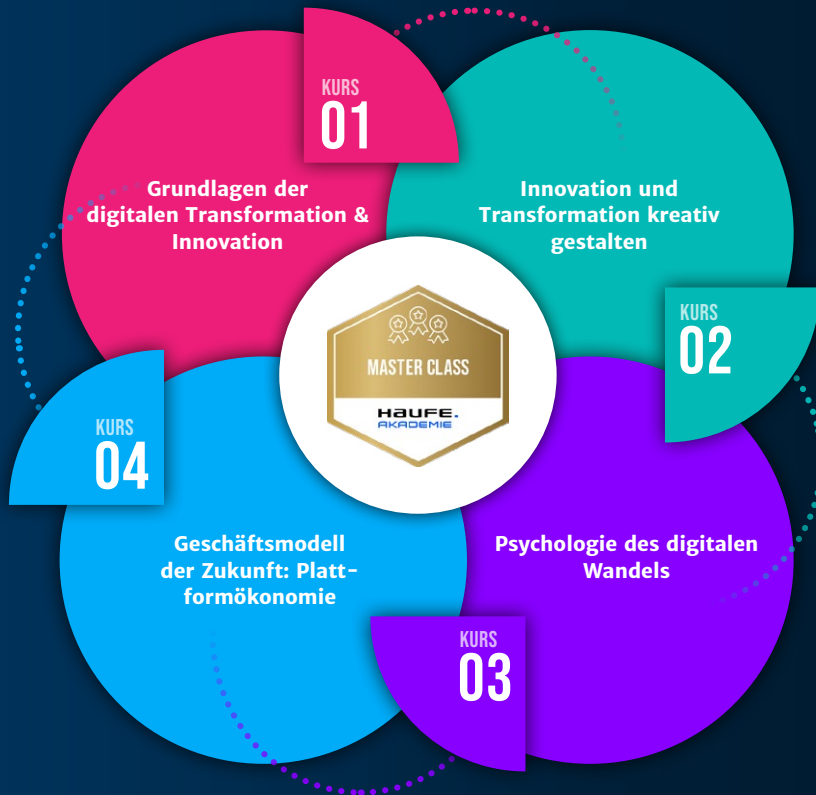 KURS
01
Grundlagen der
digitalen Transformation &
Innovation
Innovation und
Transformation kreativ
gestalten
KURS
02
MASTER CLASS
HAUFE.
AKADEMIE
KURS
04
Geschäftsmodell
der Zukunft: Platt-
formökonomie
Psychologie des digitalen
Wandels
KURS
03